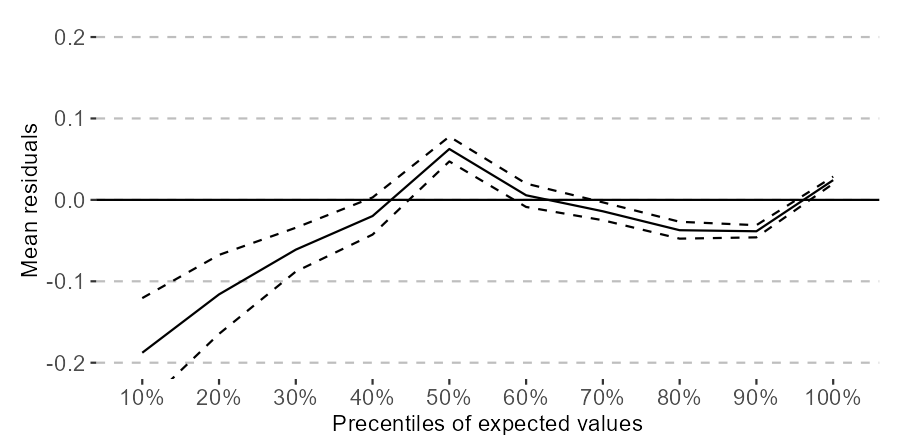 0.2
0.1
0.0
-0.1
-0.2
Mean residuals
10% 20% 30% 40% 50% 60% 70% 80% 90% 100%
Precentiles of expected values